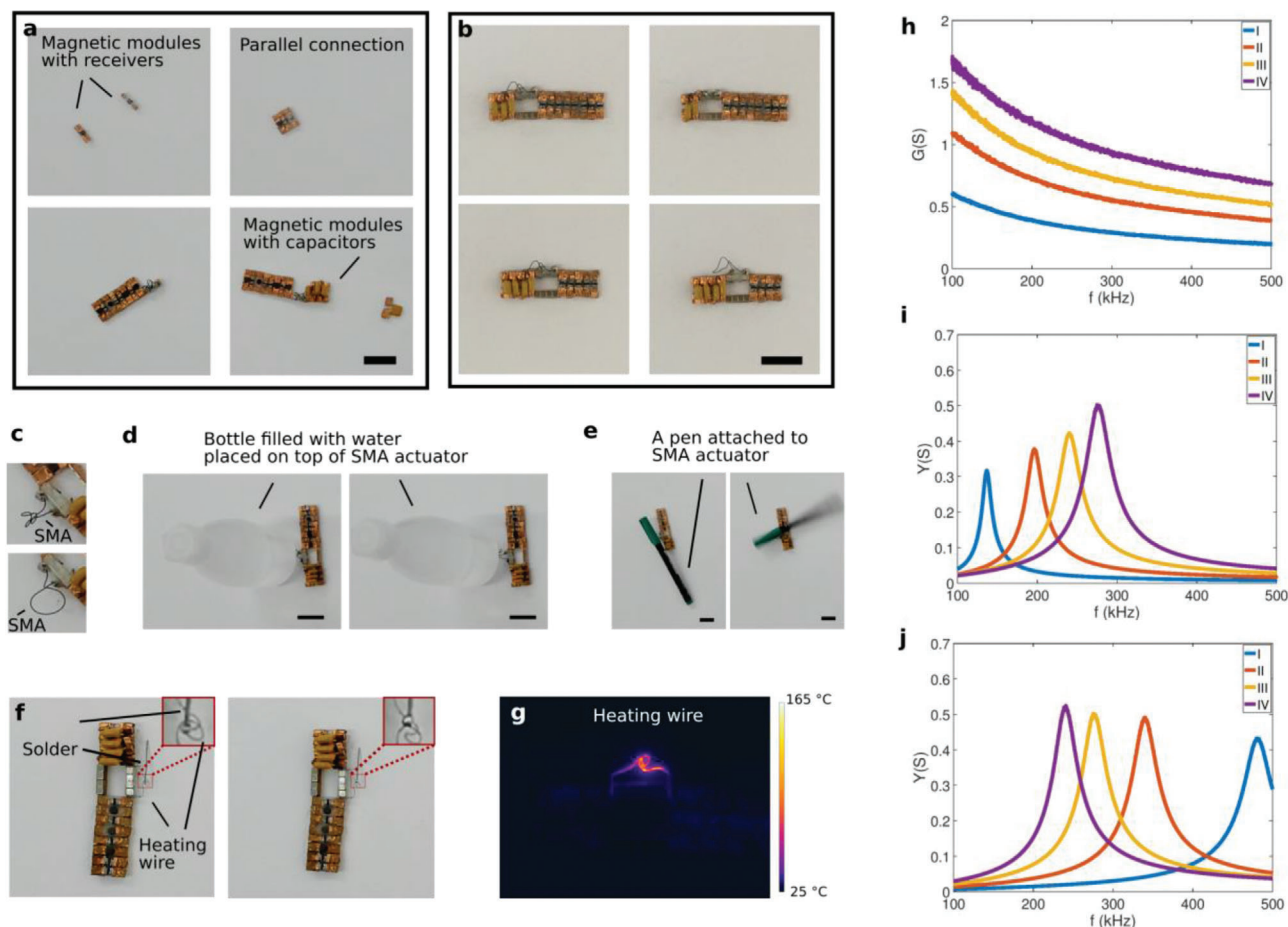 a
Magnetic modules
with receivers
Parallel connection
Magnetic modules
with capacitors
b
c
SMA
SMA
d
Bottle filled with water
placed on top of SMA actuator
e
A pen attached to
SMA actuator
f
Solder
Heating
wire
g
Heating wire
165 °C
25 °C
h
2
1.5
1
0.5
0
G(S)
100
200
300
400
500
f (kHz)
I
II
III
IV
i
0.7
0.6
0.5
0.4
0.3
0.2
0.1
0
Y(S)
100
200
300
400
500
f (kHz)
I
II
III
IV
j
0.7
0.6
0.5
0.4
0.3
0.2
0.1
0
Y(S)
100
200
300
400
500
f (kHz)
I
II
III
IV